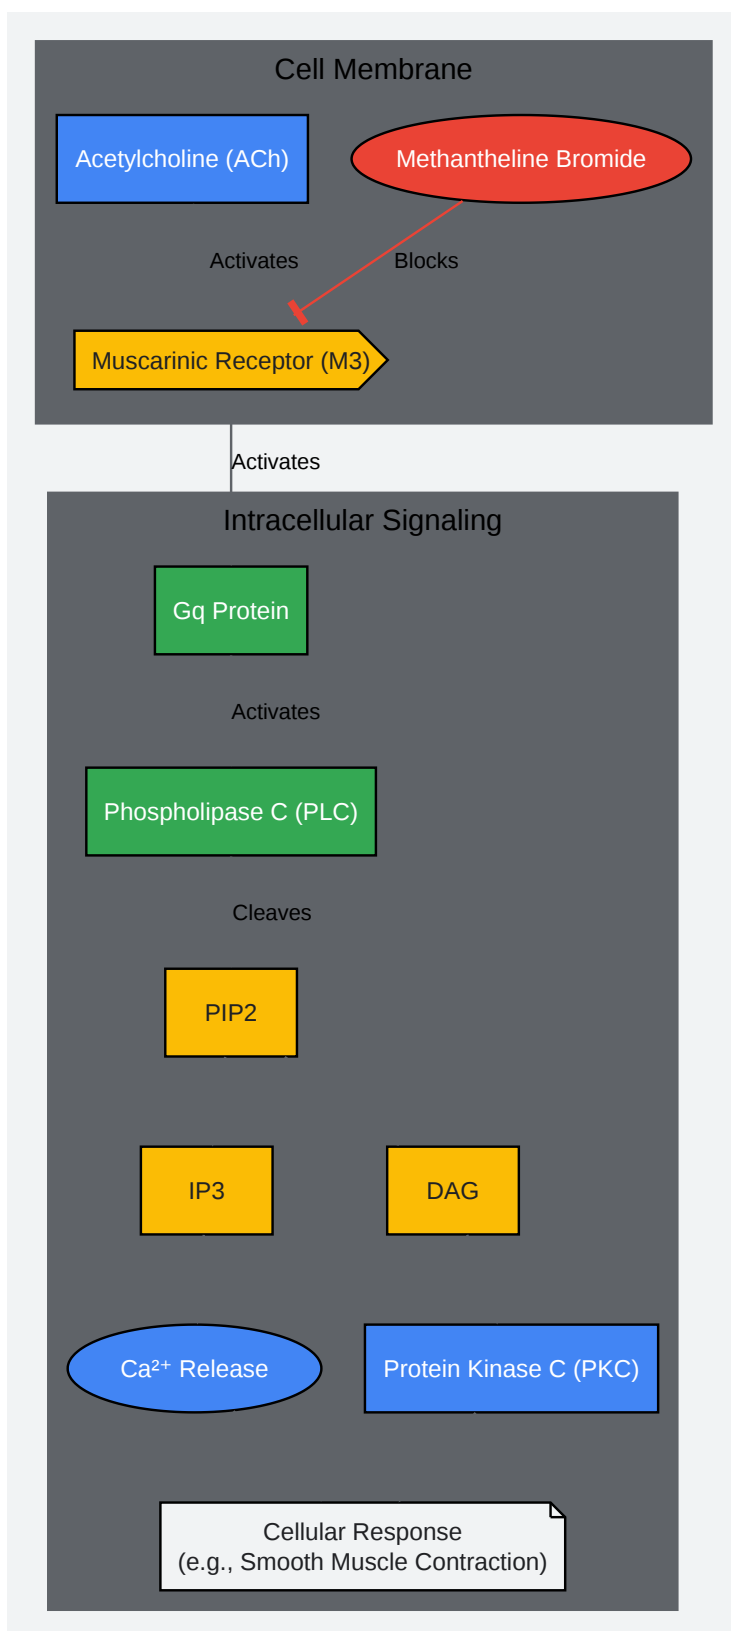 Cell Membrane
Acetylcholine (ACh)
Methantheline Bromide
Activates
Blocks
Muscarinic Receptor (M3)
Activates
Intracellular Signaling
Gq Protein
Activates
Phospholipase C (PLC)
Cleaves
PIP2
IP3
DAG
Ca²⁺ Release
Protein Kinase C (PKC)
Cellular Response
(e.g., Smooth Muscle Contraction)